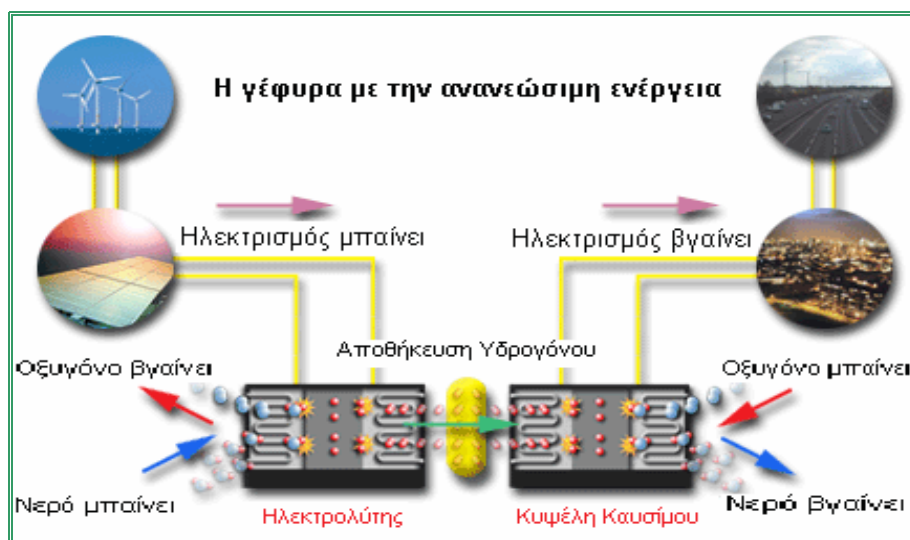 Η γέφυρα με την ανανεώσιμη ενέργεια
Ηλεκτρισμός μπαίνει
Ηλεκτρισμός βγαίνει
Αποθήκευση Υδρογόνου
Οξυγόνο βγαίνει
Οξυγόνο μπαίνει
Νερό μπαίνει
Ηλεκτρολύτης
Κυψέλη Καυσίμου
Νερό βγαίνει